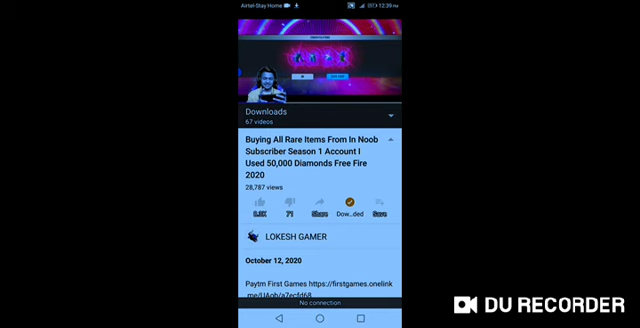 Airtel-Stay Home
12:39 PM
Downloads
67 videos
Buying All Rare Items From In Noob
Subscriber Season 1 Account I
Used 50,000 Diamonds Free Fire
2020
28,787 views
71
Share
Dow...ded
Save
LOKESH GAMER
October 12, 2020
Paytm First Games https://firstgames.onelink
No connection
DU RECORDER